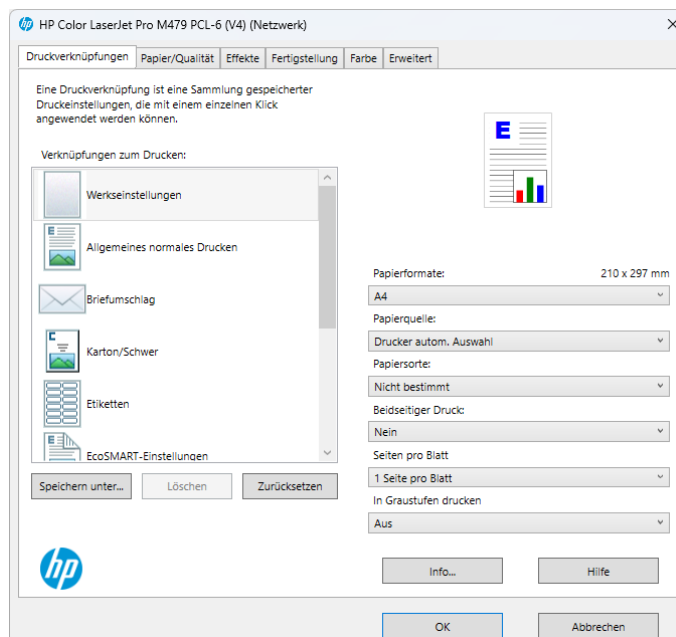 HP Color LaserJet Pro M479 PCL-6 (V4) (Netzwerk)
Druckverknüpfungen Papier/Qualität Effekte Fertigstellung Farbe Erweitert
Eine Druckverknüpfung ist eine Sammlung gespeicherter
Druckeinstellungen, die mit einem einzelnen Klick
angewendet werden können.
Verknüpfungen zum Drucken:
Werkseinstellungen
Allgemeines normales Drucken
Briefumschlag
Karton/Schwer
Etiketten
EcoSMART-Einstellungen
Speichern unter... Löschen Zurücksetzen
E
Papierformate: 210 x 297 mm
A4
Papierquelle:
Drucker autom. Auswahl
Papiersorte:
Nicht bestimmt
Beidseitiger Druck:
Nein
Seiten pro Blatt
1 Seite pro Blatt
In Graustufen drucken
Aus
hp
Info... Hilfe
OK Abbrechen